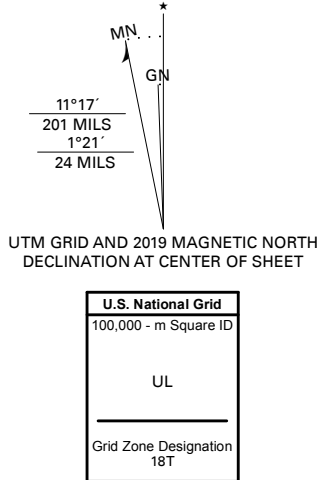 ★
MN
GN
11°17´
201 MILS
1°21´
24 MILS
UTM GRID AND 2019 MAGNETIC NORTH
DECLINATION AT CENTER OF SHEET
U.S. National Grid
100,000 - m Square ID
UL
Grid Zone Designation
18T